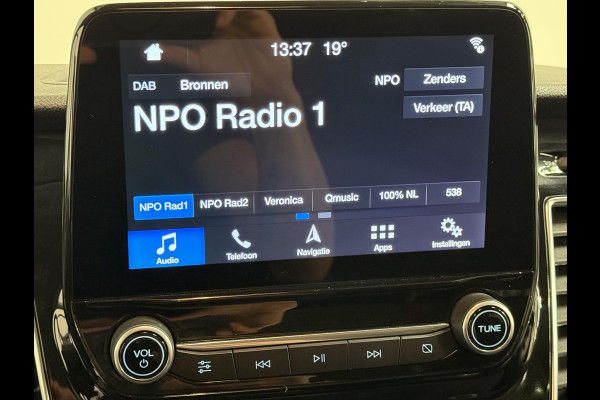 13:37 19°
DAB Bronnen NPO Zenders
NPO Radio 1 Verkeer (TA)
NPO Rad1 NPO Rad2 Veronica Qmusic 100% NL 538
Audio Telefoon Navigatie Apps Instellingen
VOL TUNE